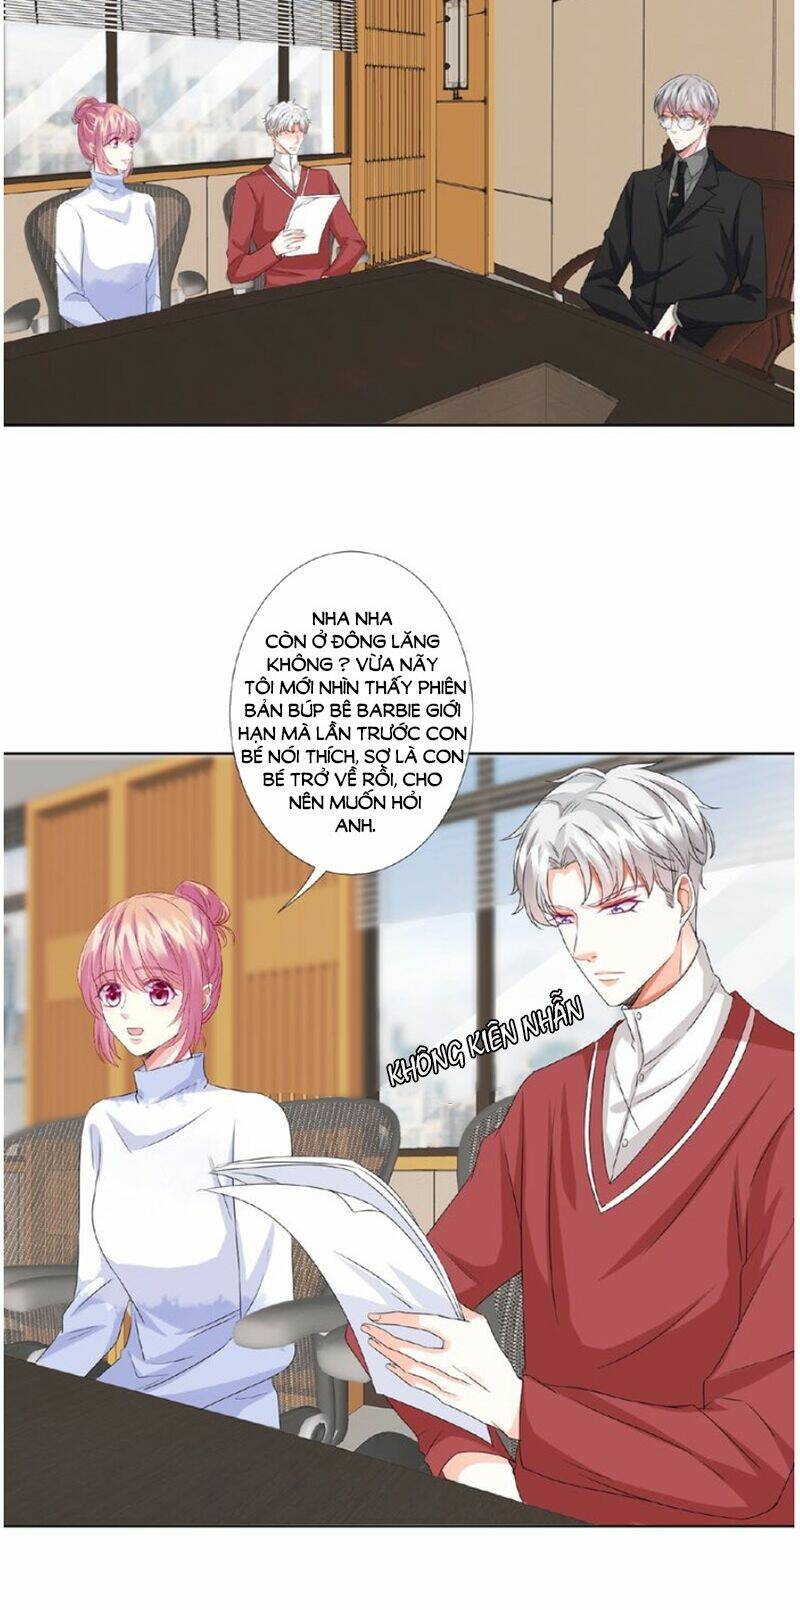 NHA NHA
CÒN Ở ĐÔNG LĂNG
KHÔNG ? VỪA NÃY
TÔI MỚI NHÌN THẤY PHIÊN
BẢN BÚP BÊ BARBIE GIỚI
HẠN MÀ LẦN TRƯỚC CON
BÉ NÓI THÍCH, SỢ LÀ CON
BÉ TRỞ VỀ RỒI, CHO
NÊN MUỐN HỎI
ANH.
KHÔNG KIÊN NHẪN